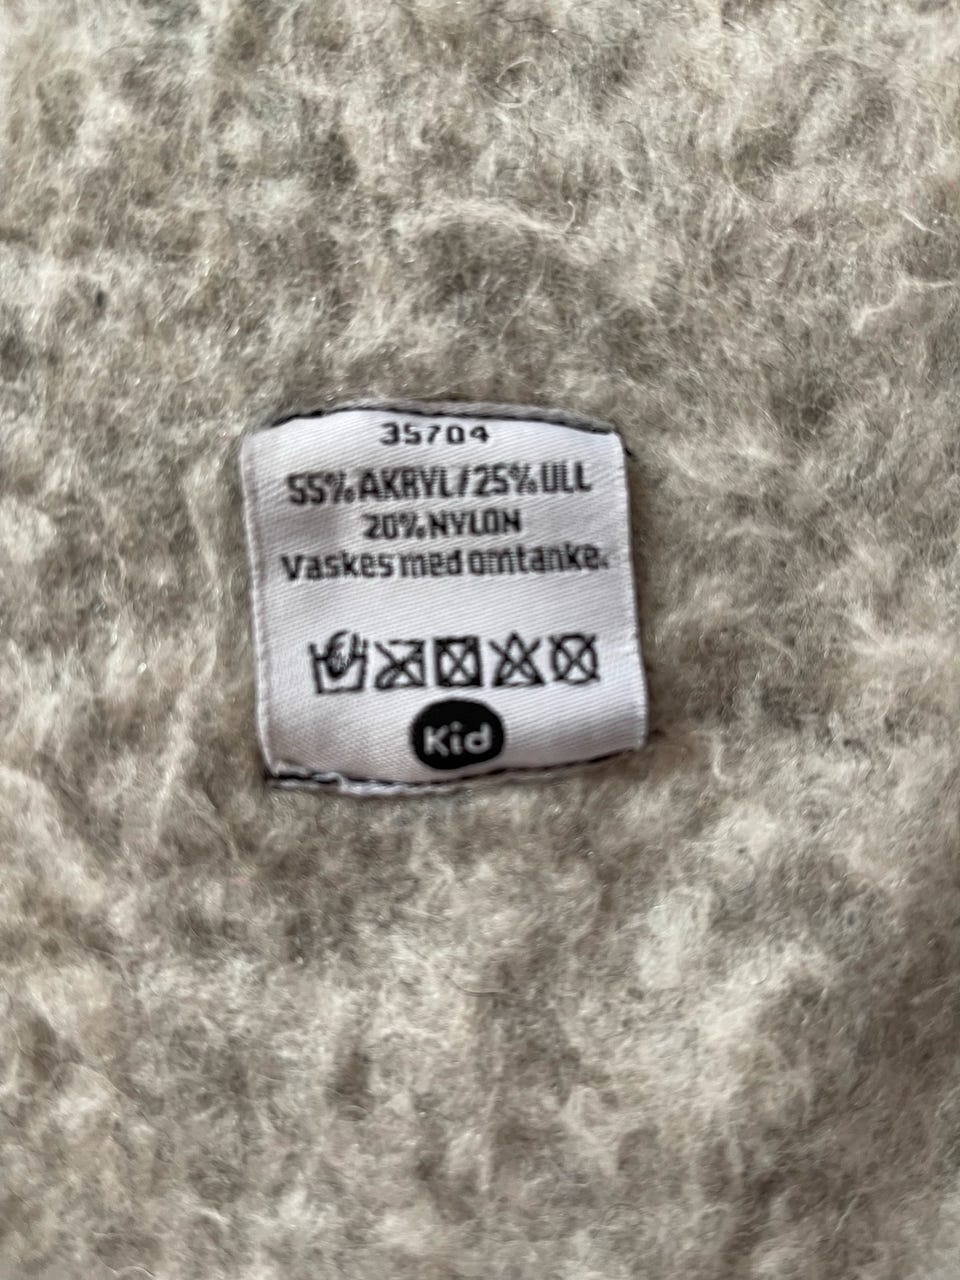 35704
55% AKRYL / 25% ULL
20% NYLON
Vaskes med omtanke.
Kid